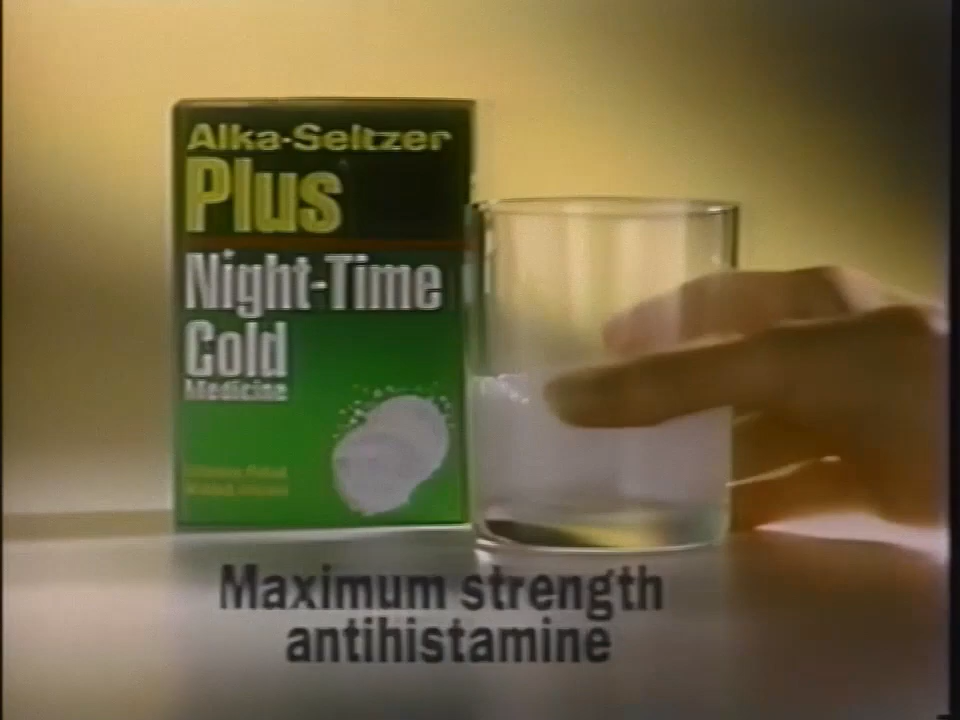 Alka-Seltzer
Plus
Night-Time
Cold
Medicine
Maximum strength
antihistamine